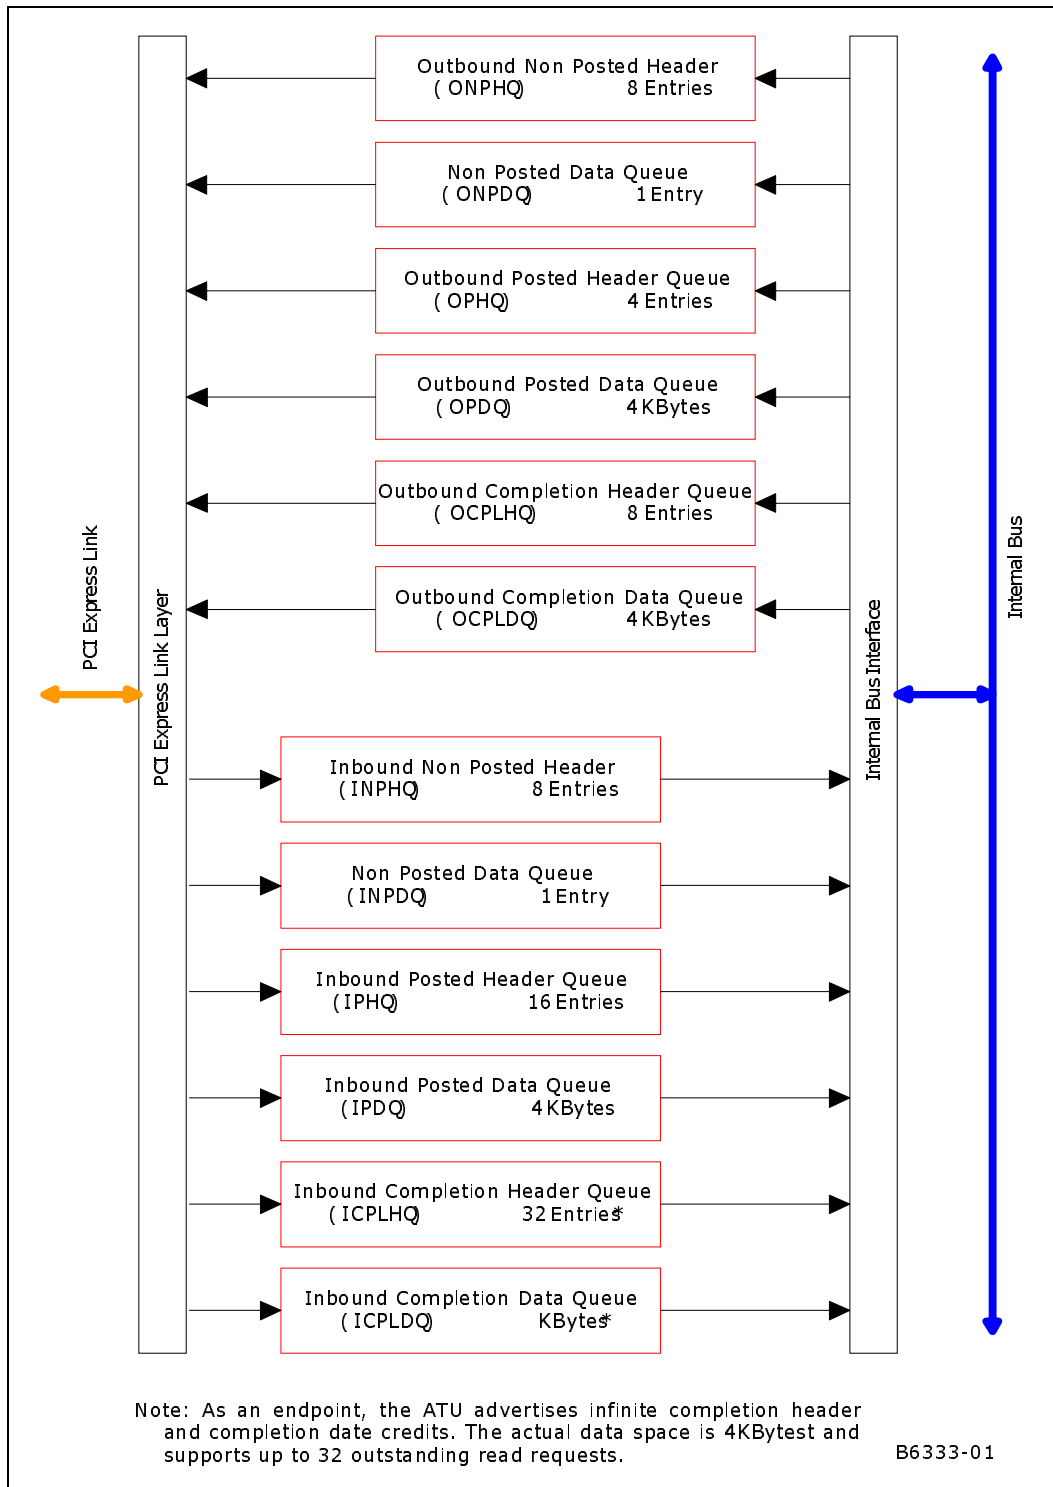 Outbound Non Posted Header
(ONPHQ) 8 Entries
Non Posted Data Queue
(ONPDQ) 1 Entry
Outbound Posted Header Queue
(OPHQ) 4 Entries
Outbound Posted Data Queue
(OPDQ) 4 KBytes
Outbound Completion Header Queue
(OCPLHQ) 8 Entries
Outbound Completion Data Queue
(OCPLDQ) 4 KBytes
PCI Express Link
PCI Express Link Layer
Internal Bus Interface
Internal Bus
Inbound Non Posted Header
(INPHQ) 8 Entries
Non Posted Data Queue
(INPDQ) 1 Entry
Inbound Posted Header Queue
(IPHQ) 16 Entries
Inbound Posted Data Queue
(IPDQ) 4 KBytes
Inbound Completion Header Queue
(ICPLHQ) 32 Entries*
Inbound Completion Data Queue
(ICPLDQ) KBytes*
Note: As an endpoint, the ATU advertises infinite completion header
and completion date credits. The actual data space is 4KBytest and
supports up to 32 outstanding read requests.
B6333-01